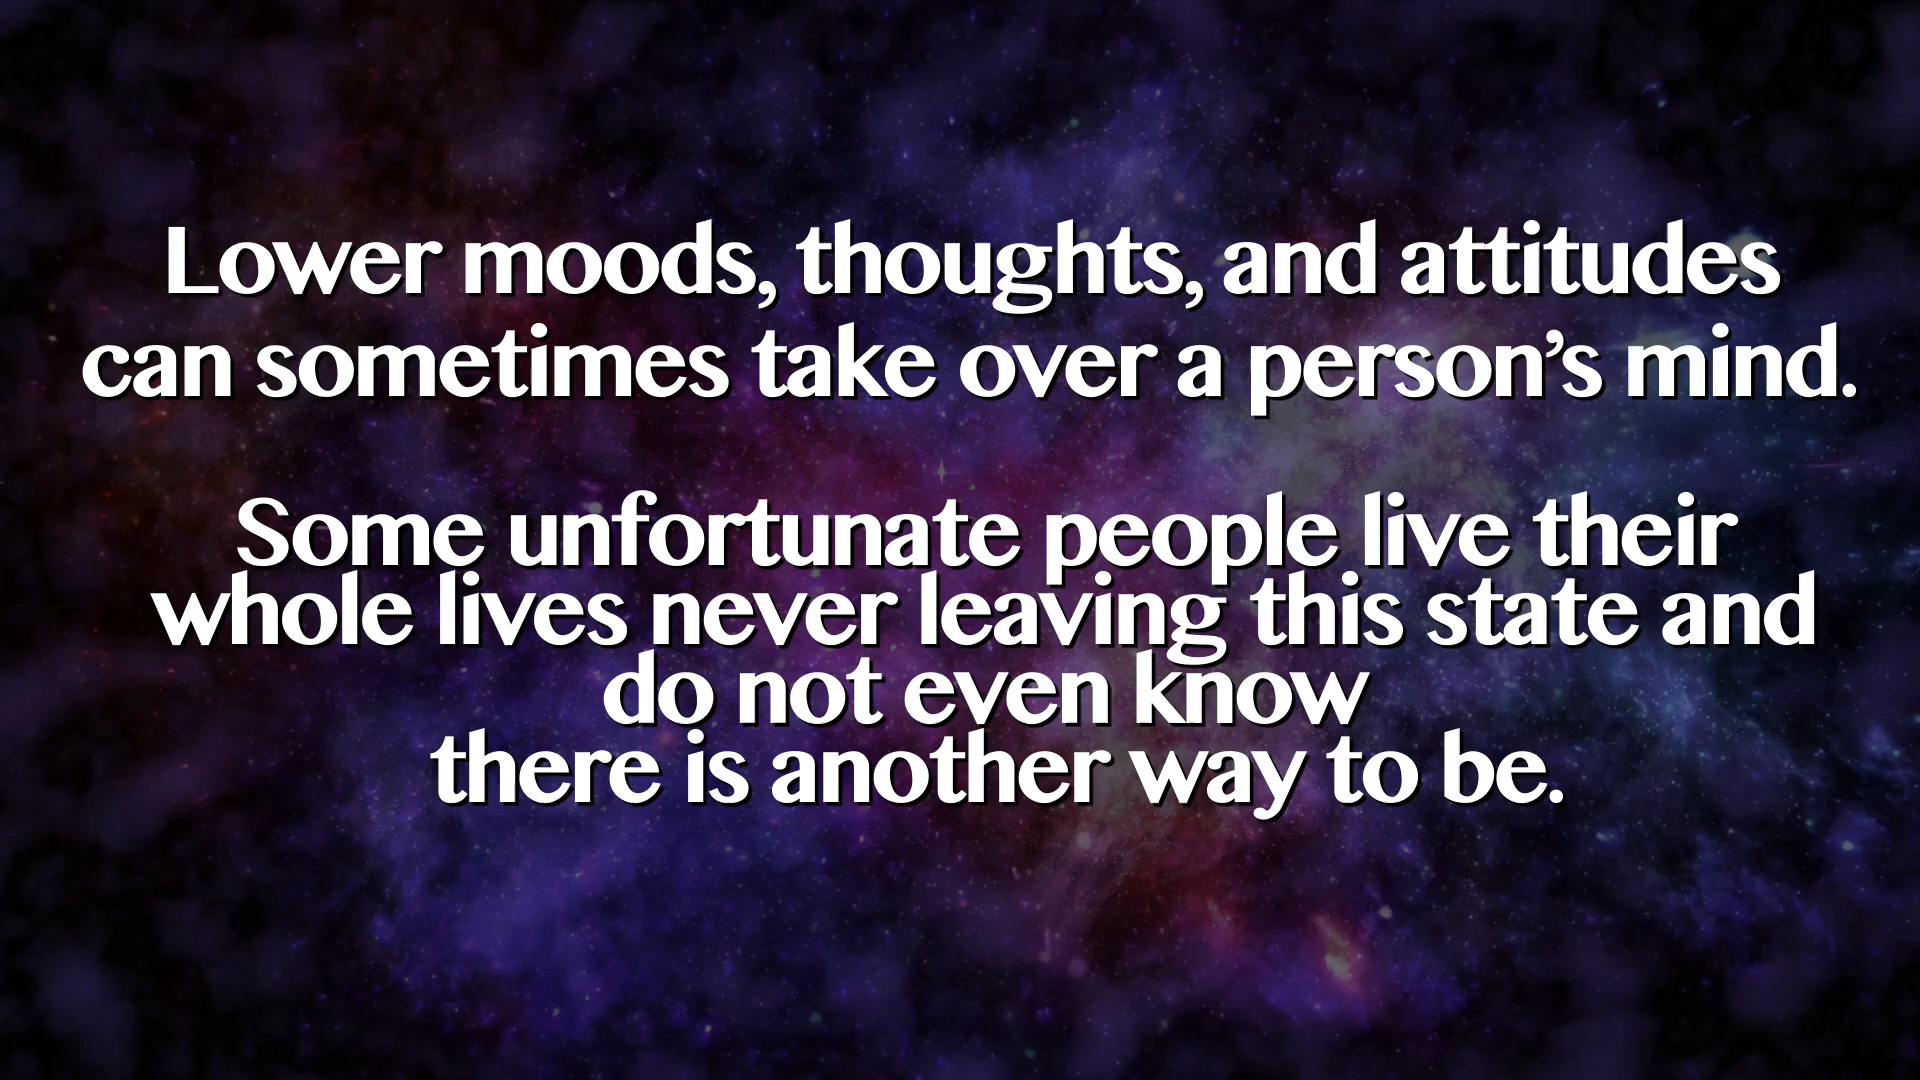 Lower moods, thoughts, and attitudes
can sometimes take over a person’s mind.
Some unfortunate people live their
whole lives never leaving this state and
do not even know
there is another way to be.